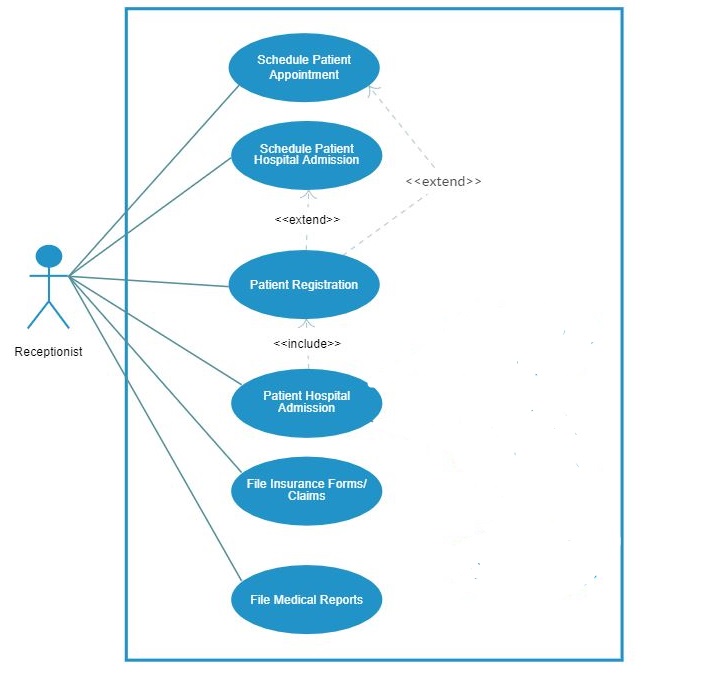 Schedule Patient
Appointment
Schedule Patient
Hospital Admission
<<extend>>
<<extend>>
Patient Registration
<<include>>
Receptionist
Patient Hospital
Admission
File Insurance Forms/
Claims
File Medical Reports